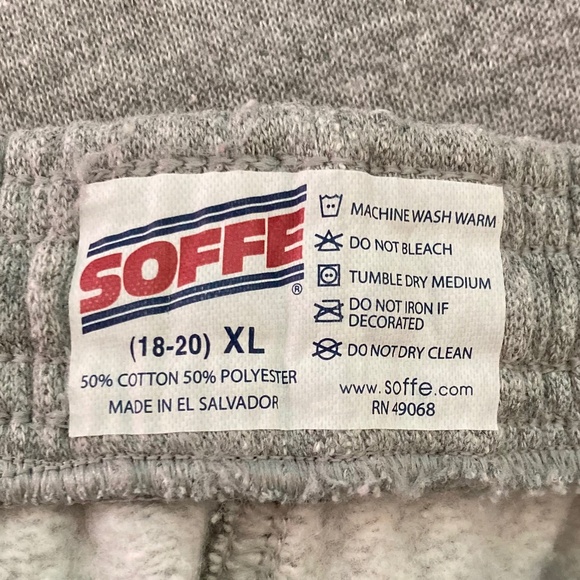 SOFFE
®
(18-20) XL
50% COTTON 50% POLYESTER
MADE IN EL SALVADOR
MACHINE WASH WARM
DO NOT BLEACH
TUMBLE DRY MEDIUM
DO NOT IRON IF
DECORATED
DO NOT DRY CLEAN
www.soffe.com
RN 49068